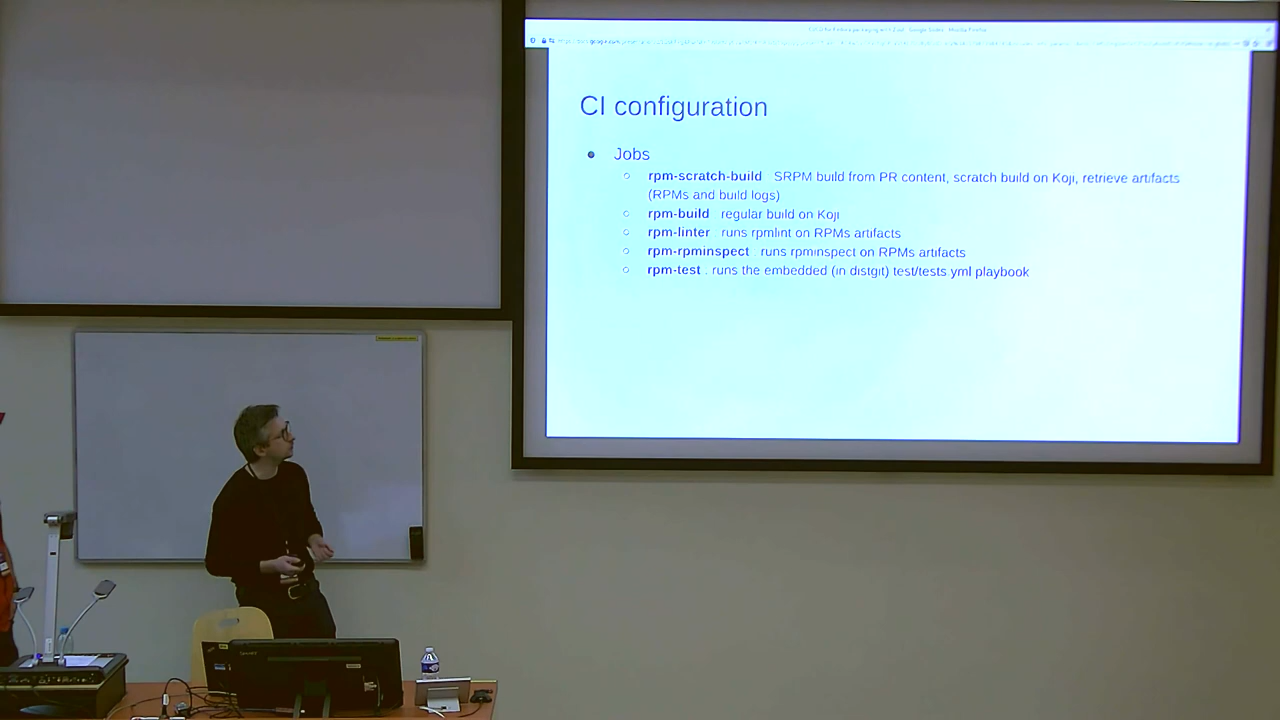 CI configuration
Jobs
rpm-scratch-build : SRPM build from PR content, scratch build on Koji, retrieve artifacts
(RPMs and build logs)
rpm-build : regular build on Koji
rpm-linter : runs rpmlint on RPMs artifacts
rpm-rpminspect : runs rpminspect on RPMs artifacts
rpm-test : runs the embedded (in distgit) test/tests.yml playbook